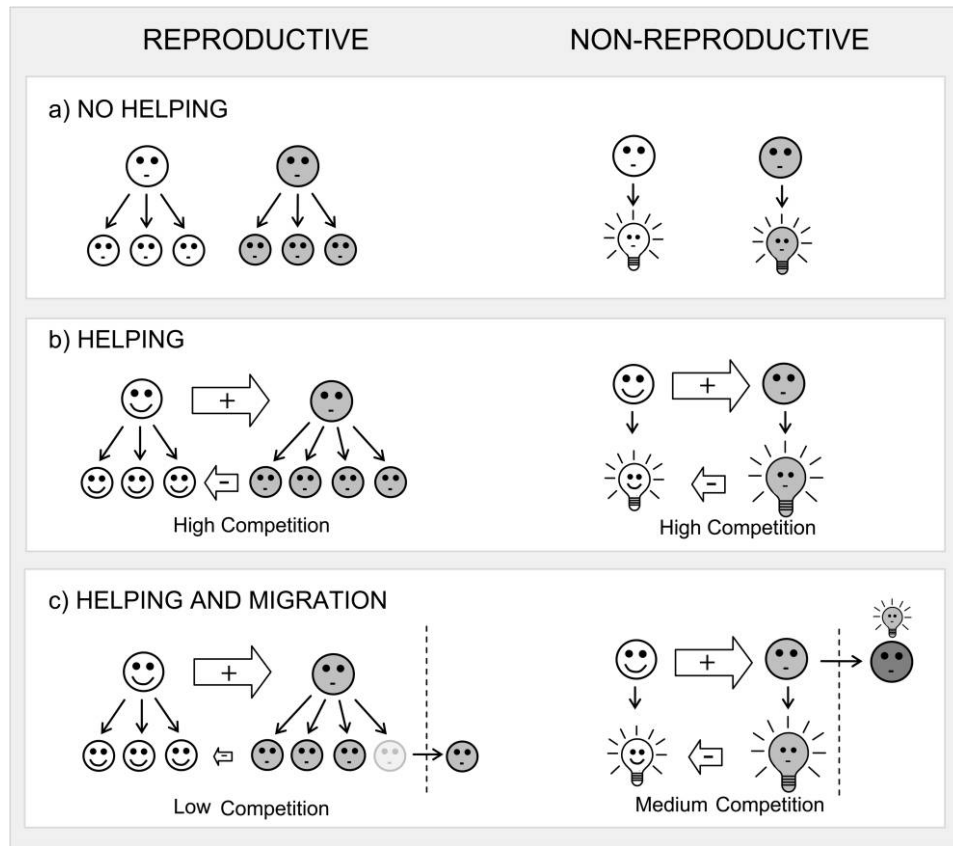 REPRODUCTIVE NON-REPRODUCTIVE
a) NO HELPING
b) HELPING
+ +
- -
High Competition High Competition
c) HELPING AND MIGRATION
+ +
- -
Low Competition Medium Competition